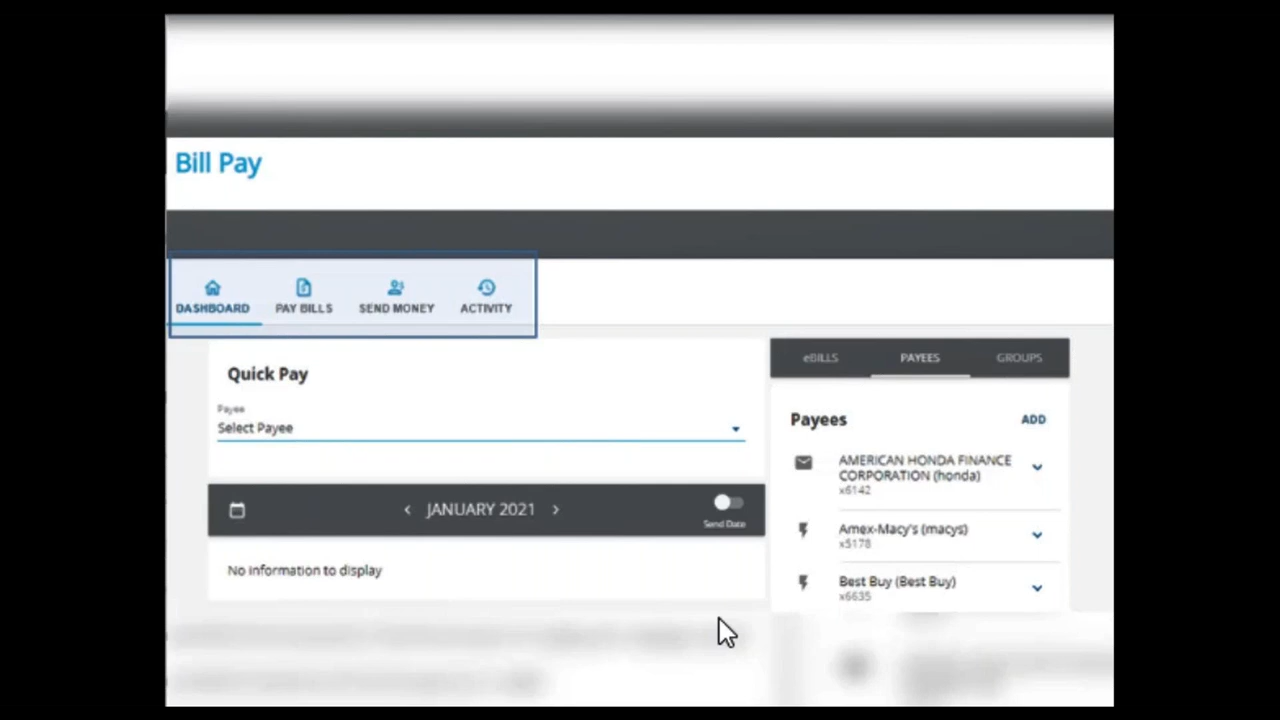 Bill Pay
DASHBOARD
PAY BILLS
SEND MONEY
ACTIVITY
Quick Pay
Payee
Select Payee
JANUARY 2021
Send Date
No information to display
eBILLS
PAYEES
GROUPS
Payees
ADD
AMERICAN HONDA FINANCE
CORPORATION (honda)
x6142
Amex-Macy's (macys)
x5178
Best Buy (Best Buy)
x6635